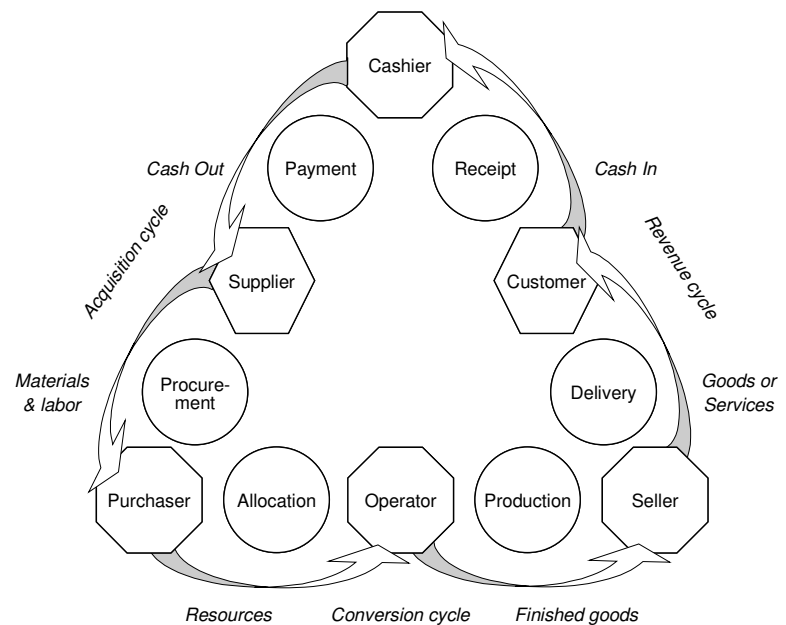 Cashier
Cash Out
Payment
Receipt
Cash In
Acquisition cycle
Revenue cycle
Supplier
Customer
Materials
& labor
Procure-
ment
Delivery
Goods or
Services
Purchaser
Allocation
Operator
Production
Seller
Resources
Conversion cycle
Finished goods